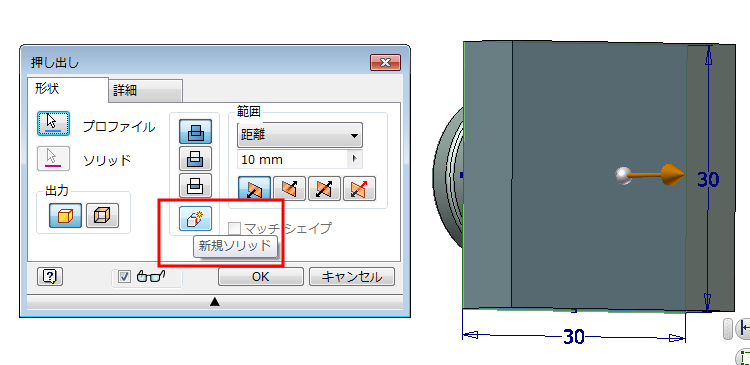 押し出し
形状
詳細
プロファイル
ソリッド
出力
範囲
距離
10 mm
マッチ シェイプ
新規ソリッド
OK
キャンセル
30
30